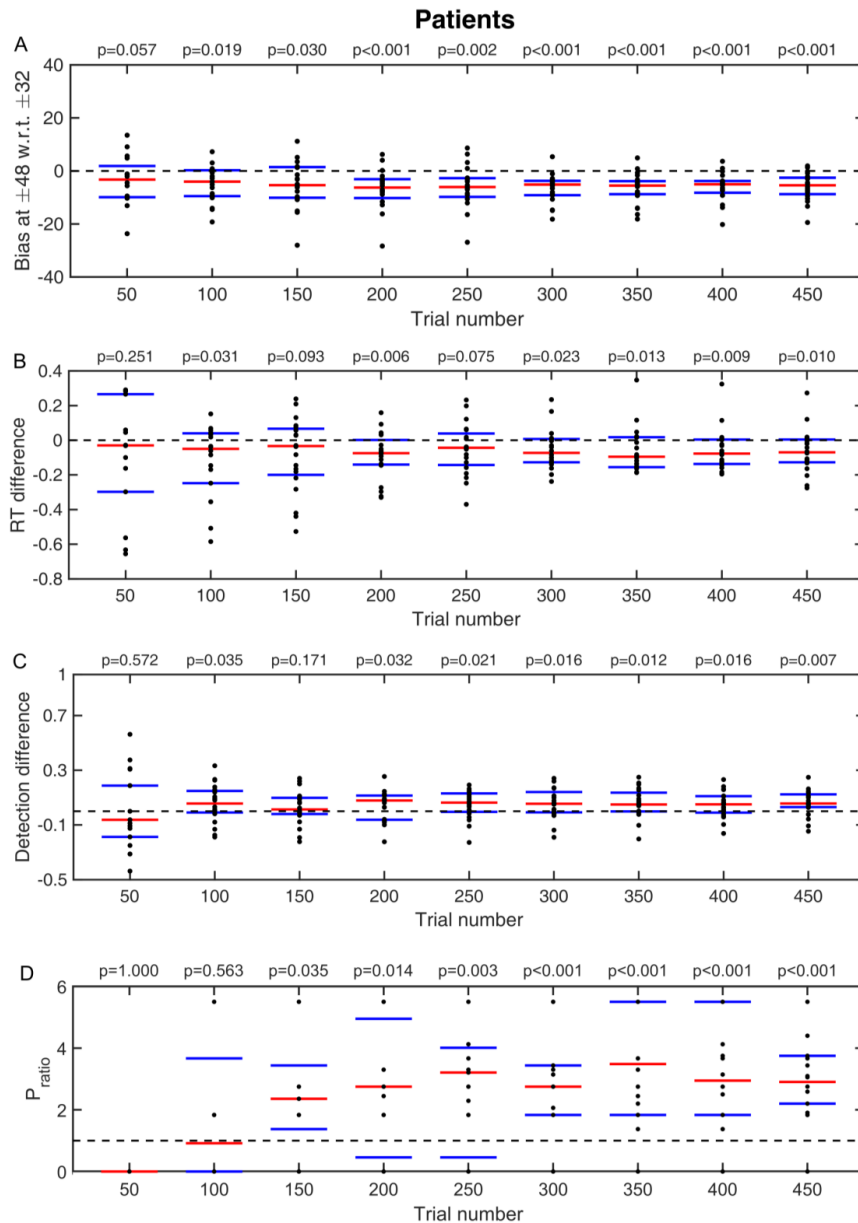 Patients
A
p=0.057 p=0.019 p=0.030 p<0.001 p=0.002 p<0.001 p<0.001 p<0.001 p<0.001
Bias at ±48 w.r.t. ±32
40
20
0
-20
-40
50 100 150 200 250 300 350 400 450
Trial number
B
p=0.251 p=0.031 p=0.093 p=0.006 p=0.075 p=0.023 p=0.013 p=0.009 p=0.010
RT difference
0.4
0.2
0
-0.2
-0.4
-0.6
-0.8
50 100 150 200 250 300 350 400 450
Trial number
C
p=0.572 p=0.035 p=0.171 p=0.032 p=0.021 p=0.016 p=0.012 p=0.016 p=0.007
Detection difference
1
0.7
0.3
-0.1
-0.5
50 100 150 200 250 300 350 400 450
Trial number
D
p=1.000 p=0.563 p=0.035 p=0.014 p=0.003 p<0.001 p<0.001 p<0.001 p<0.001
Pratio
6
4
2
0
50 100 150 200 250 300 350 400 450
Trial number